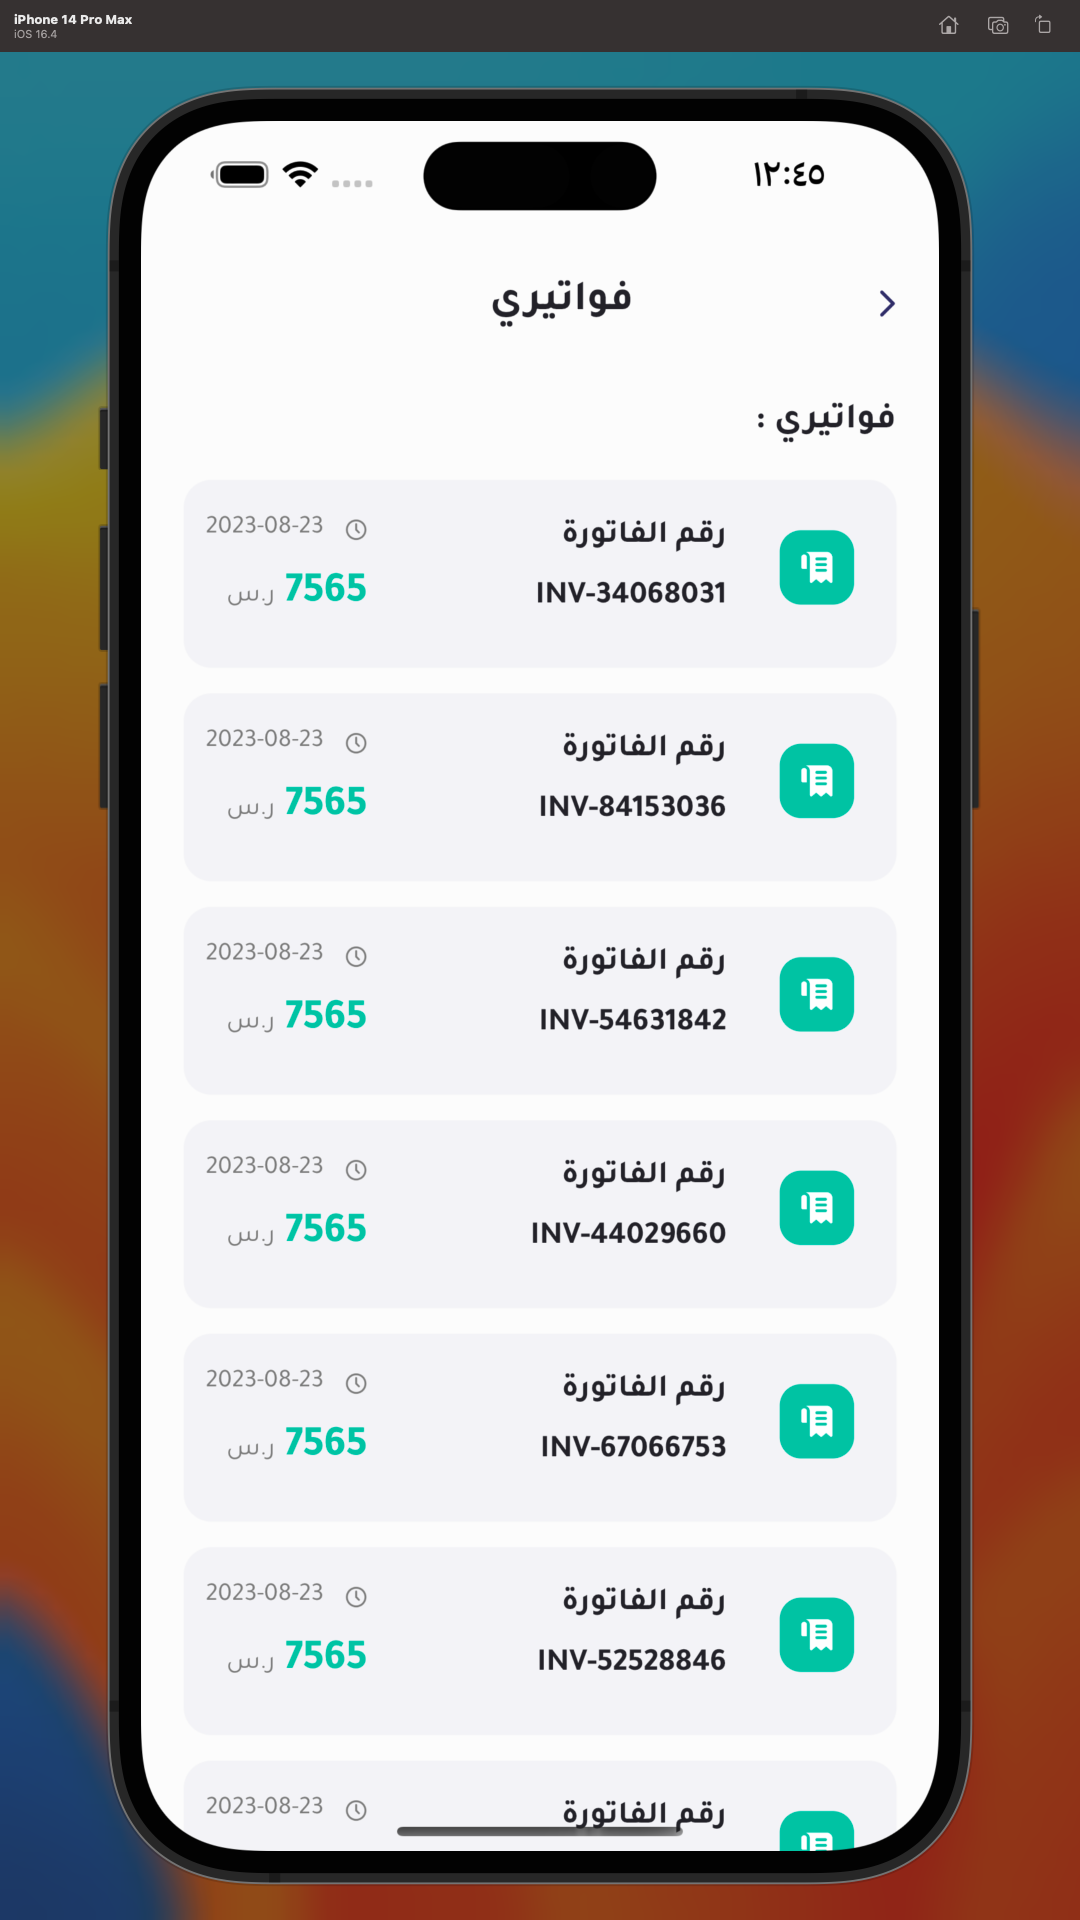 iPhone 14 Pro Max
iOS 16.4
١٢:٤٥
فواتيري
فواتيري :
رقم الفاتورة
2023-08-23
INV-34068031
7565 ر.س
رقم الفاتورة
2023-08-23
INV-84153036
7565 ر.س
رقم الفاتورة
2023-08-23
INV-54631842
7565 ر.س
رقم الفاتورة
2023-08-23
INV-44029660
7565 ر.س
رقم الفاتورة
2023-08-23
INV-67066753
7565 ر.س
رقم الفاتورة
2023-08-23
INV-52528846
7565 ر.س
رقم الفاتورة
2023-08-23